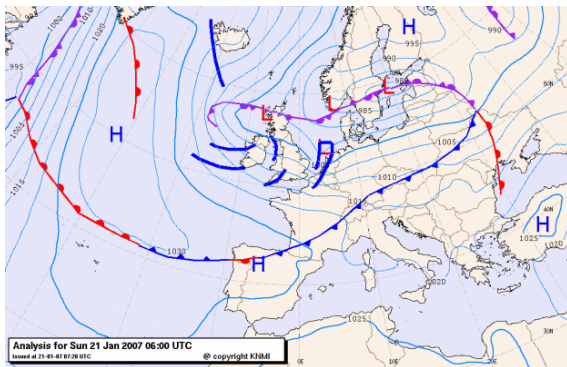 1000
1010
1020
995
1005
1015
H
H
995
990
L
L
L
985
50N
1005
1010
1010
40N
H
1025
1020
1030
H
1020
1025
30N
Analysis for Sun 21 Jan 2007 06:00 UTC
Issued at 21-01-07 07:20 UTC
@ copyright KNMI
0E
10E
20E